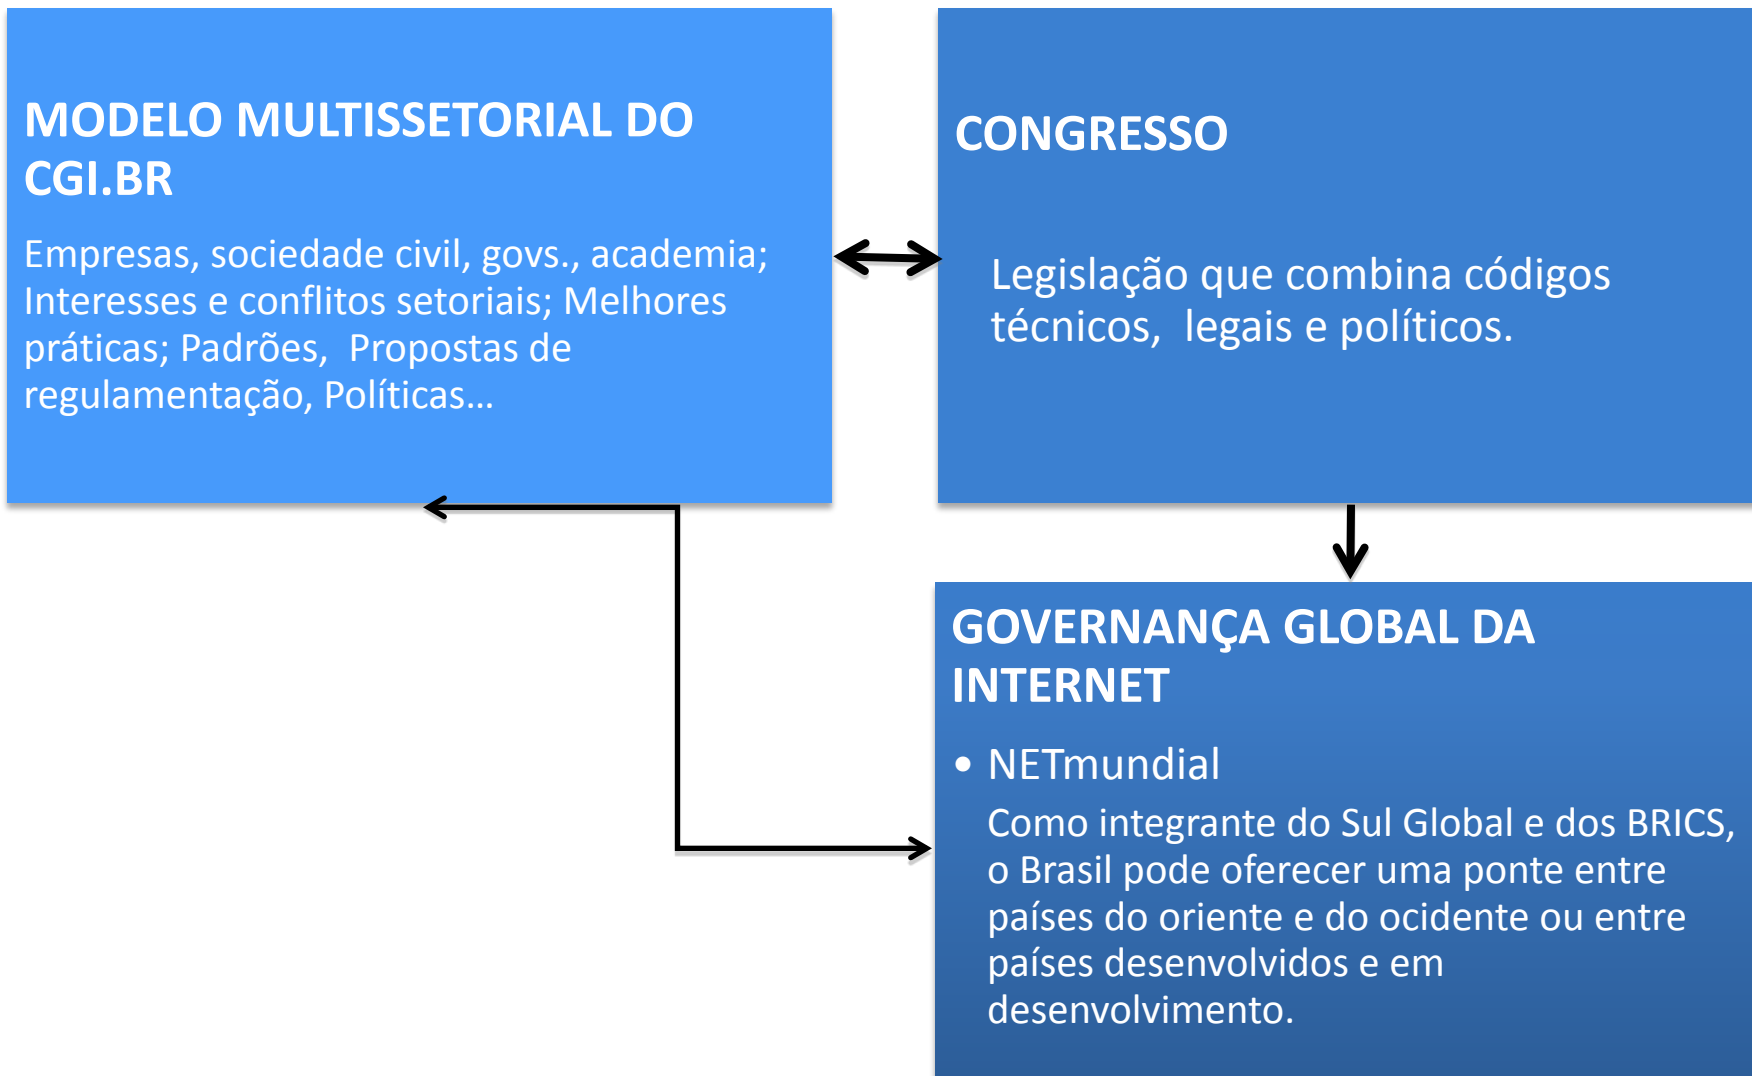 MODELO MULTISSETORIAL DO
CGI.BR
Empresas, sociedade civil, govs., academia;
Interesses e conflitos setoriais; Melhores
práticas; Padrões,  Propostas de
regulamentação, Políticas…
CONGRESSO
Legislação que combina códigos
técnicos,  legais e políticos.
GOVERNANÇA GLOBAL DA
INTERNET
• NETmundial
Como integrante do Sul Global e dos BRICS,
o Brasil pode oferecer uma ponte entre
países do oriente e do ocidente ou entre
países desenvolvidos e em
desenvolvimento.